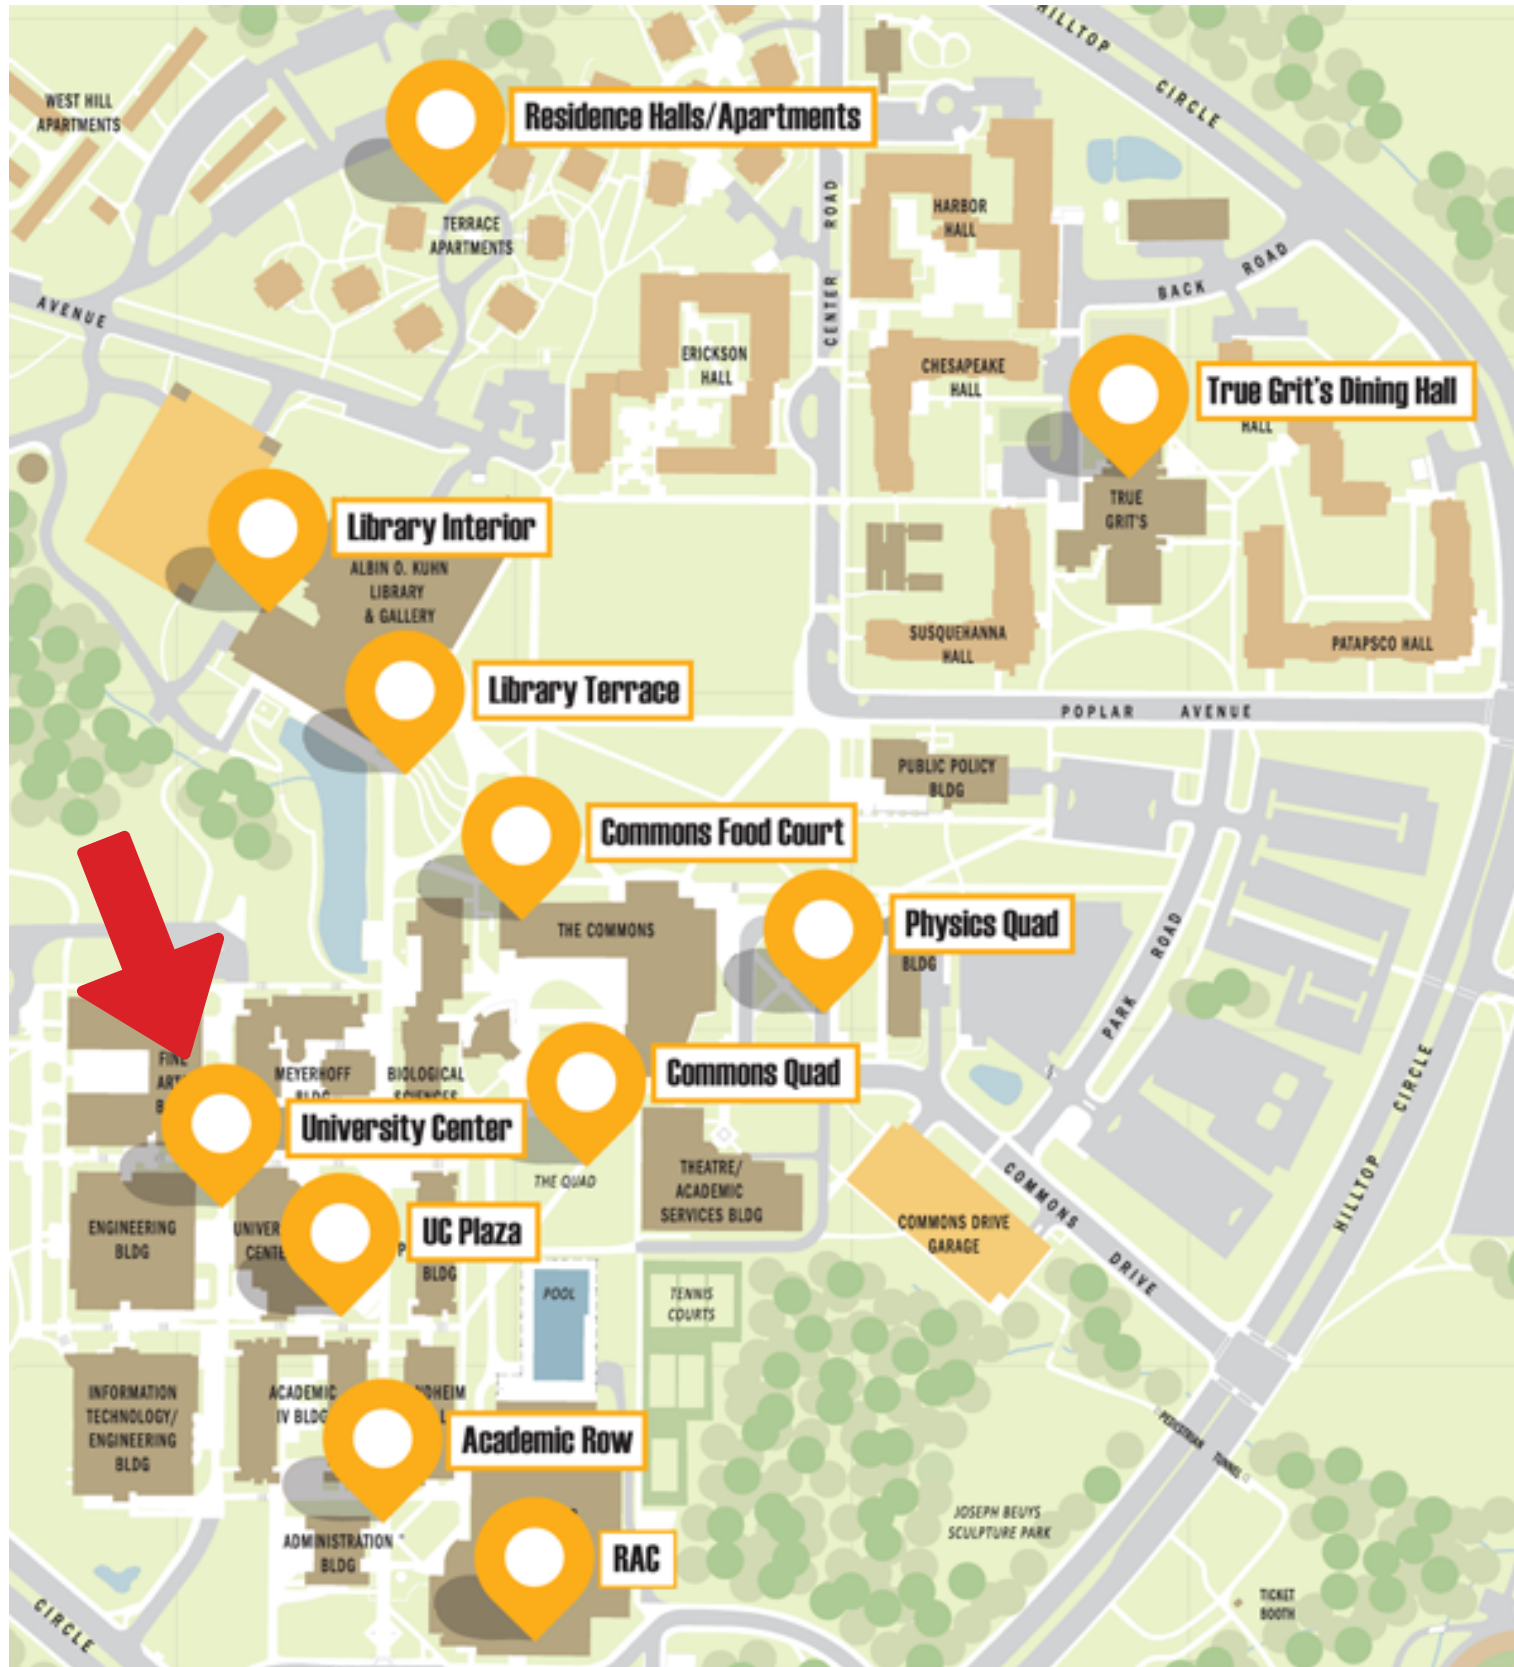 HILLTOP CIRCLE
WEST HILL
APARTMENTS
Residence Halls/Apartments
TERRACE
APARTMENTS
CENTER ROAD
HARBOR
HALL
BACK ROAD
AVENUE
ERICKSON
HALL
CHESAPEAKE
HALL
True Grit's Dining Hall
HALL
TRUE
GRIT'S
Library Interior
ALBIN O. KUHN
LIBRARY
& GALLERY
SUSQUEHANNA
HALL
PATAPSCO HALL
Library Terrace
POPLAR AVENUE
PUBLIC POLICY
BLDG
Commons Food Court
THE COMMONS
Physics Quad
BLDG
PARK ROAD
FINE
MEYERHOFF
BLDG
BIOLOGICAL
SCIENCES
Commons Quad
HILLTOP CIRCLE
University Center
THE QUAD
THEATRE/
ACADEMIC
SERVICES BLDG
COMMONS DRIVE
COMMONS DRIVE
GARAGE
ENGINEERING
BLDG
UC Plaza
BLDG
POOL
TENNIS
COURTS
INFORMATION
TECHNOLOGY/
ENGINEERING
BLDG
ACADEMIC
IV BLDG
Academic Row
PEDESTRIAN TUNNEL
JOSEPH BEUYS
SCULPTURE PARK
ADMINISTRATION
BLDG
RAC
TICKET
BOOTH
CIRCLE